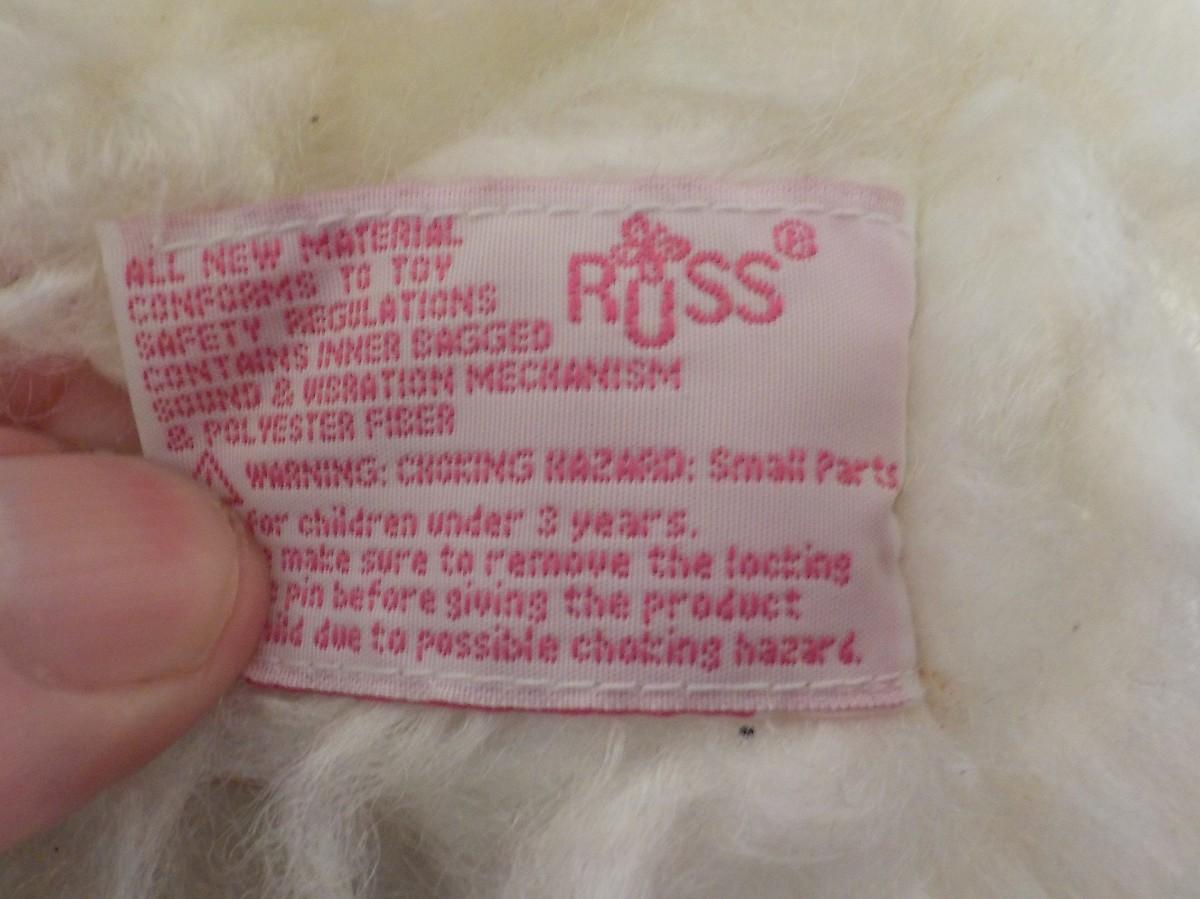 ALL NEW MATERIAL
CONFORMS TO TOY
SAFETY REGULATIONS
CONTAINS INNER BAGGED
SOUND & VIBRATION MECHANISM
& POLYESTER FIBER
RUSS®
WARNING: CHOKING HAZARD: Small Parts
for children under 3 years.
make sure to remove the locking
pin before giving the product
due to possible choking hazard.